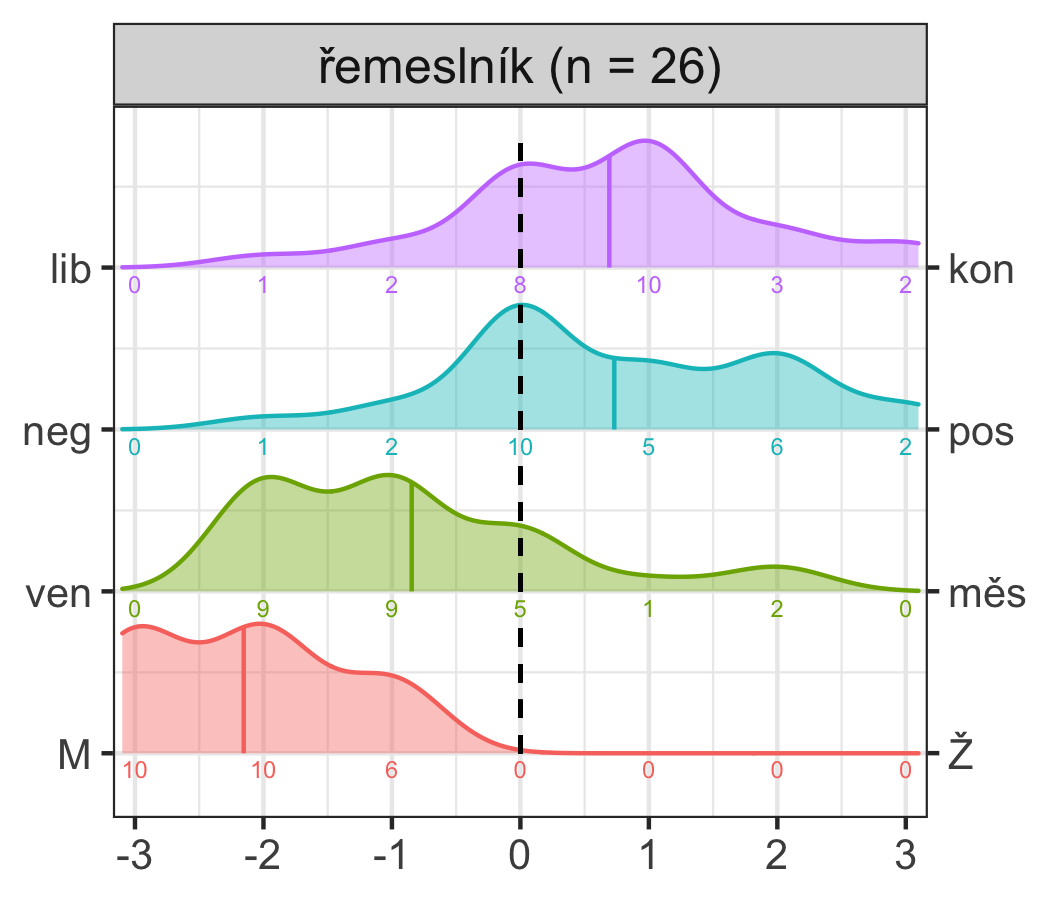 řemeslník (n = 26)
lib kon
0 1 2 8 10 3 2
neg pos
0 1 2 10 5 6 2
ven měs
0 9 9 5 1 2 0
M Ž
10 10 6 0 0 0 0
-3 -2 -1 0 1 2 3